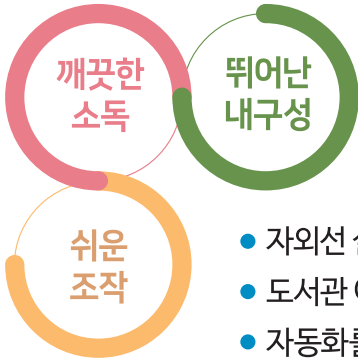 깨끗한
소독
뛰어난
내구성
쉬운
조작
• 자외선
• 도서관
• 자동화를